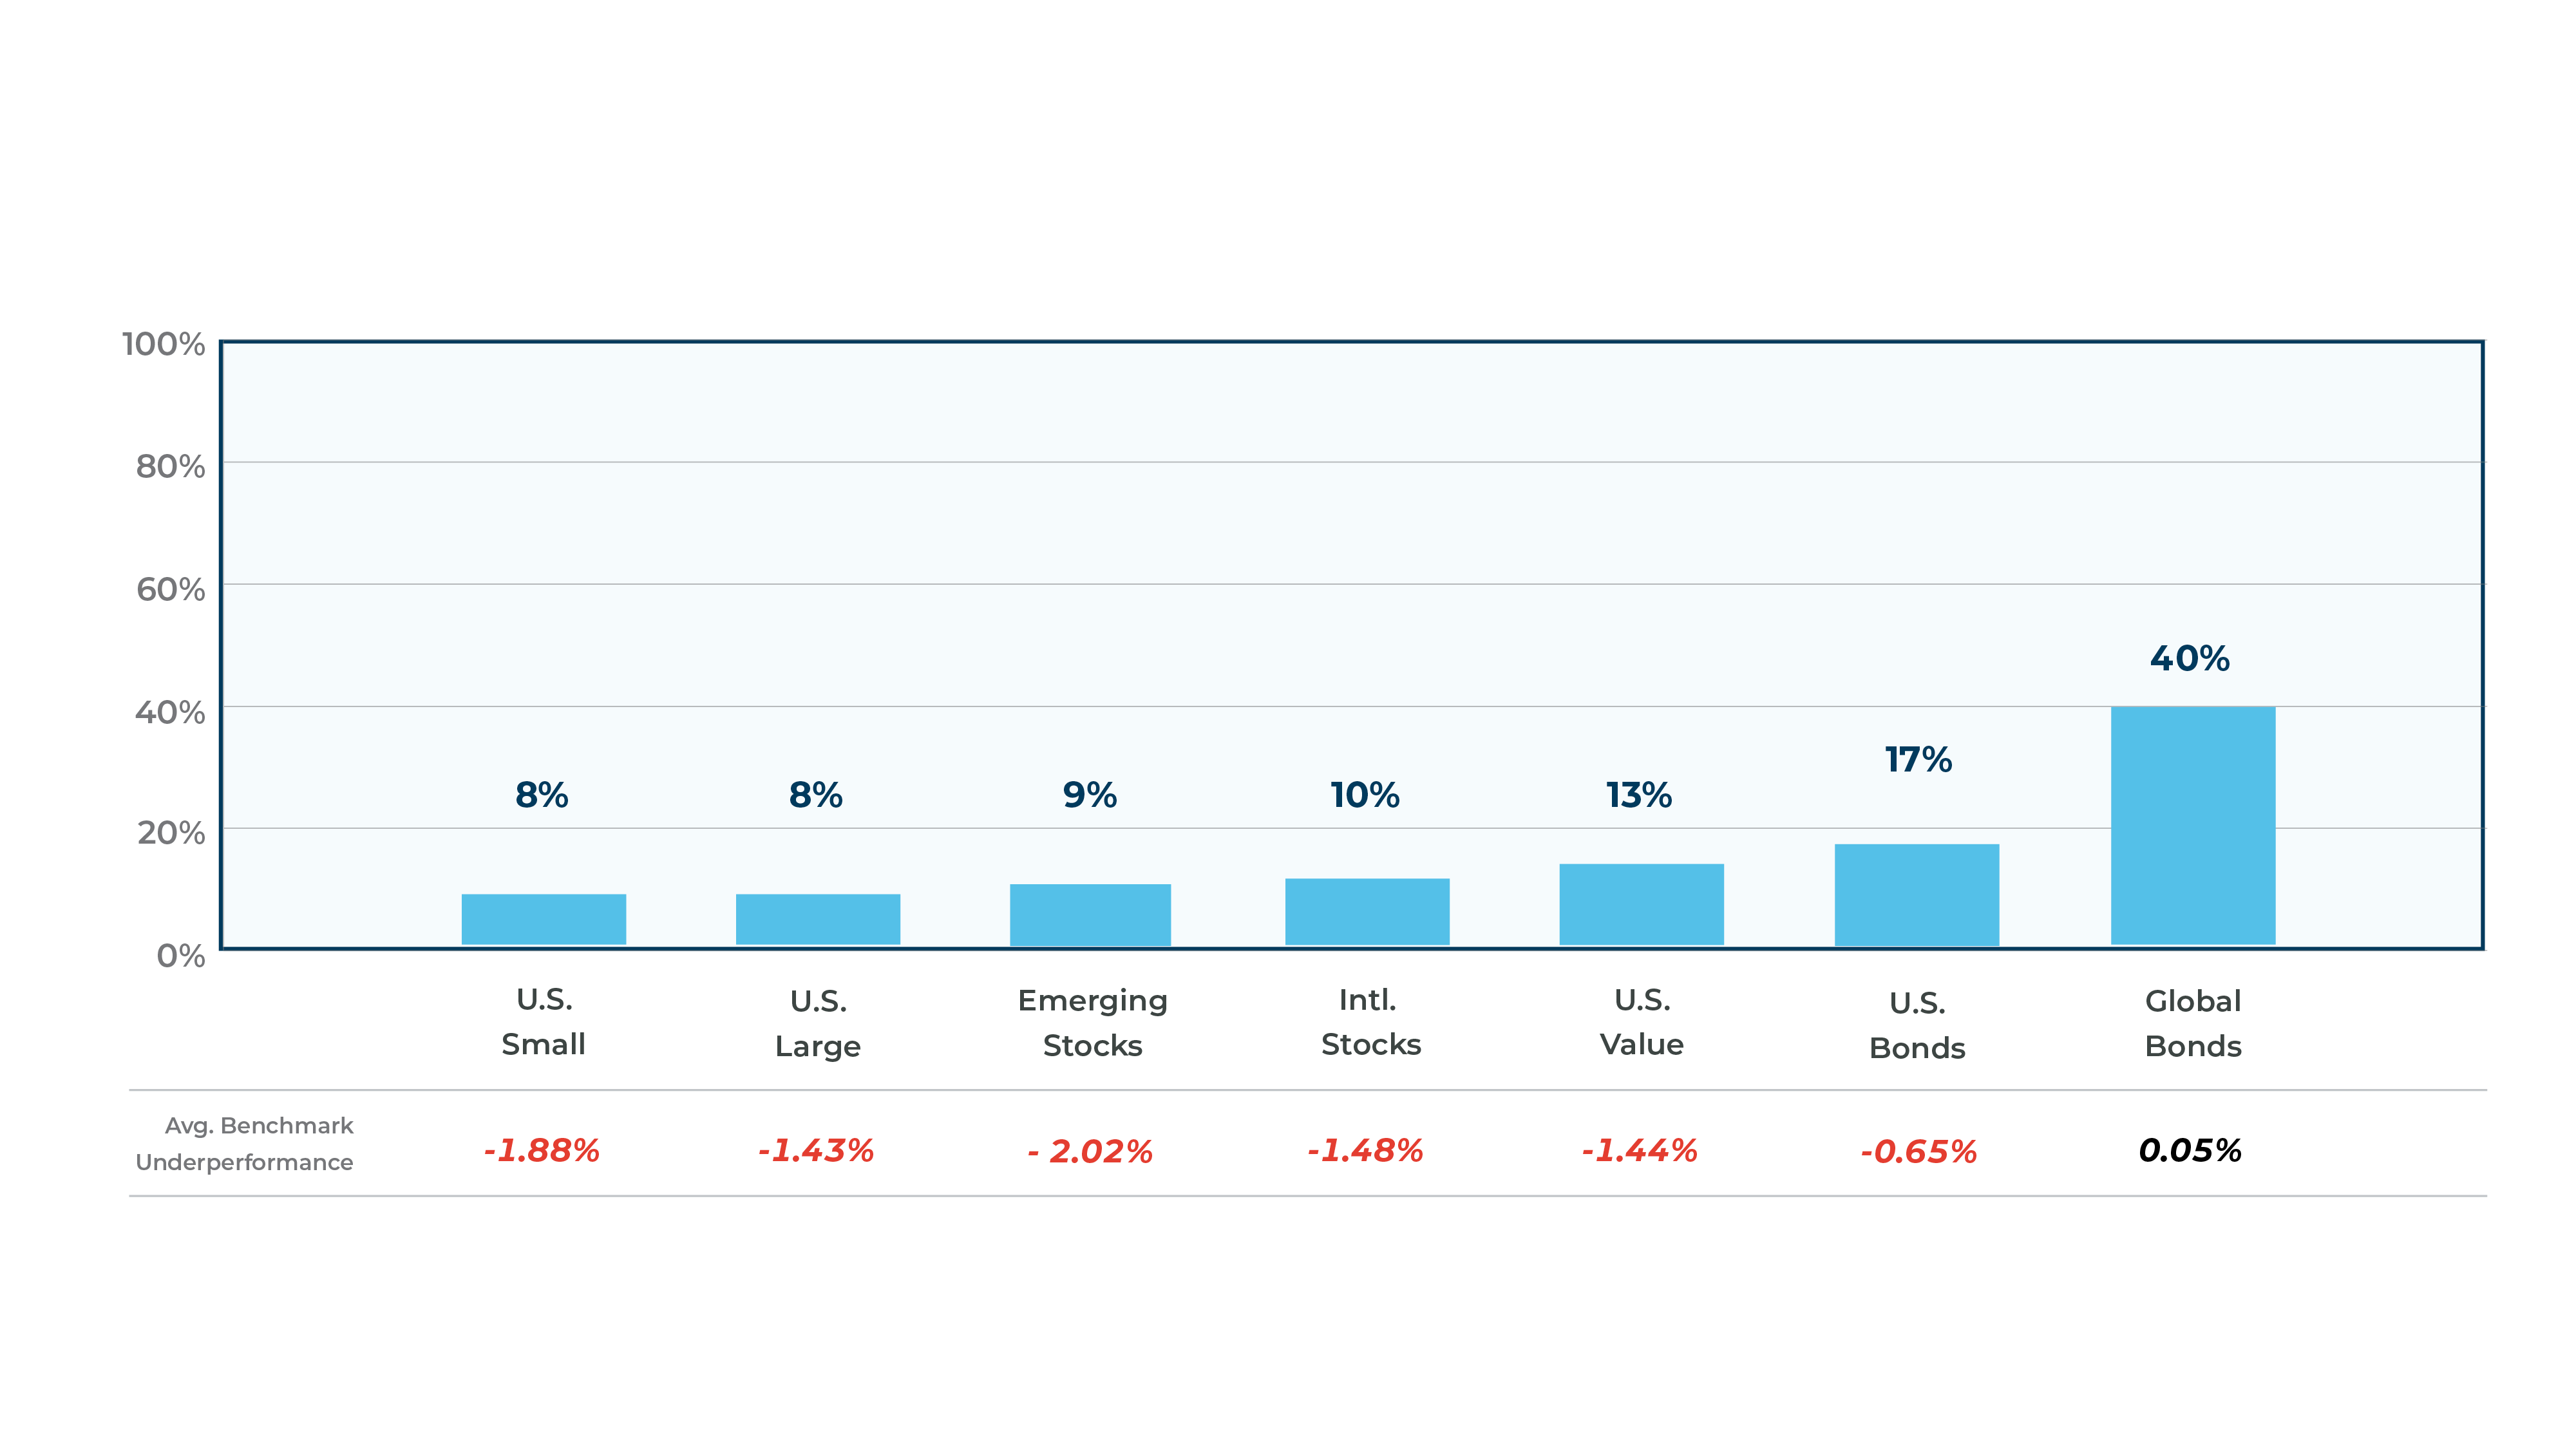 100%
80%
60%
40%
20%
0%
8%
8%
9%
10%
13%
17%
40%
U.S.
Small
U.S.
Large
Emerging
Stocks
Intl.
Stocks
U.S.
Value
U.S.
Bonds
Global
Bonds
Avg. Benchmark
Underperformance
-1.88%
-1.43%
- 2.02%
-1.48%
-1.44%
-0.65%
0.05%